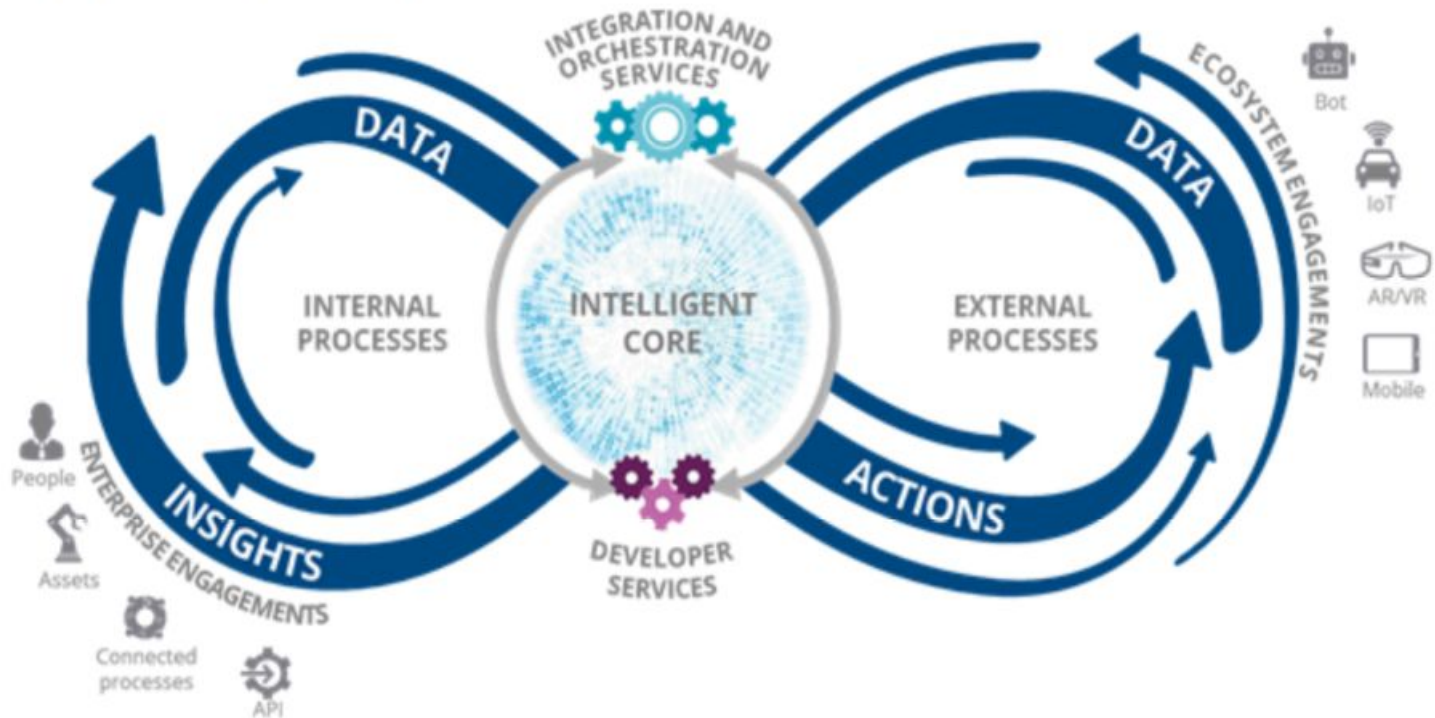 INTEGRATION AND
ORCHESTRATION
SERVICES
DATA
DATA
ECOSYSTEM ENGAGEMENTS
Bot
IoT
AR/VR
Mobile
INTERNAL
PROCESSES
INTELLIGENT
CORE
EXTERNAL
PROCESSES
People
Assets
Connected
processes
API
ENTERPRISE ENGAGEMENTS
INSIGHTS
ACTIONS
DEVELOPER
SERVICES